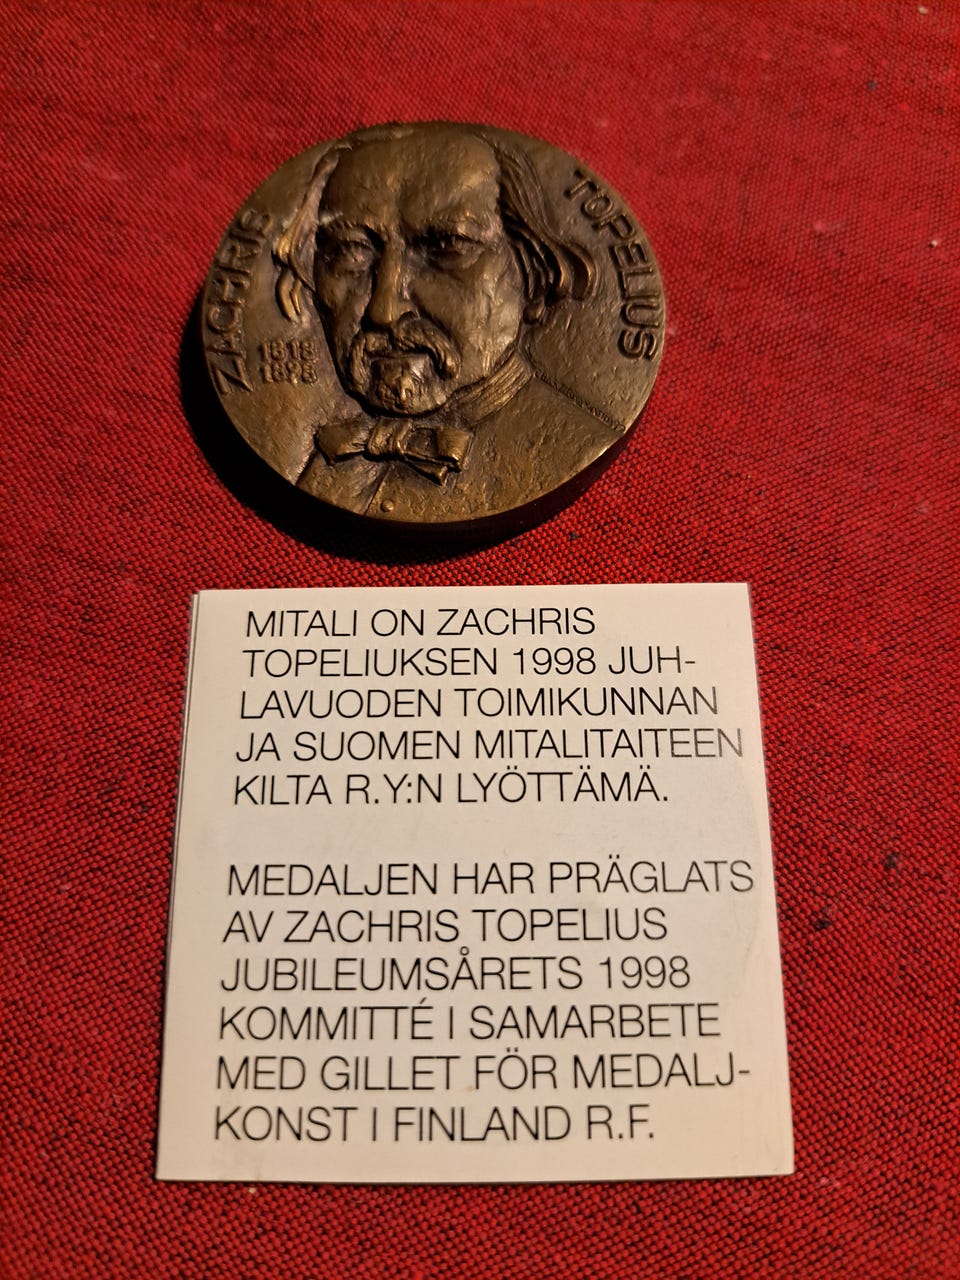 ZACHRIS
TOPELIUS
1818
1898
MITALI ON ZACHRIS
TOPELIUKSEN 1998 JUH-
LAVUODEN TOIMIKUNNAN
JA SUOMEN MITALITAITEEN
KILTA R.Y:N LYÖTTÄMÄ.
MEDALJEN HAR PRÄGLATS
AV ZACHRIS TOPELIUS
JUBILEUMSÅRETS 1998
KOMMITTÉ I SAMARBETE
MED GILLET FÖR MEDALJ-
KONST I FINLAND R.F.